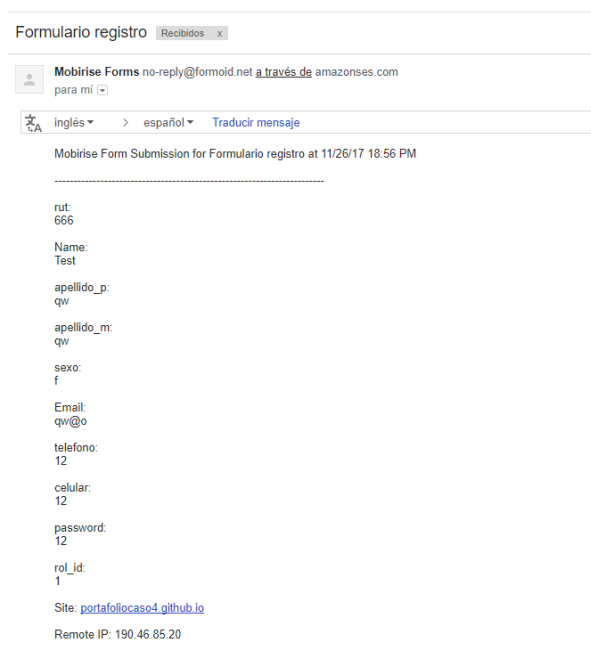 Formulario registro Recibidos x
Mobirise Forms no-reply@formoid.net a través de amazonses.com
para mí
inglés > español Traducir mensaje
Mobirise Form Submission for Formulario registro at 11/26/17 18:56 PM
-----------------------------------------------------------------------
rut:
666
Name:
Test
apellido_p:
qw
apellido_m:
qw
sexo:
f
Email:
qw@o
telefono:
12
celular:
12
password:
12
rol_id:
1
Site: portafoliocaso4.github.io
Remote IP: 190.46.85.20